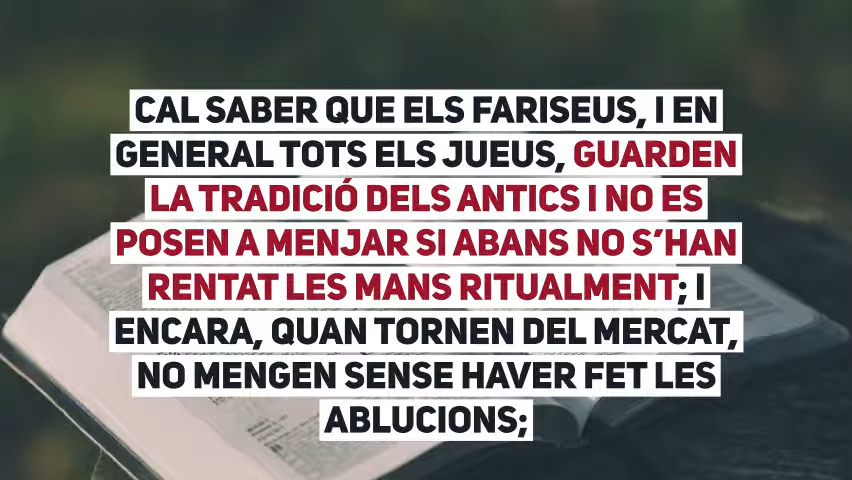 CAL SABER QUE ELS FARISEUS, I EN
GENERAL TOTS ELS JUEUS, GUARDEN
LA TRADICIÓ DELS ANTICS I NO ES
POSEN A MENJAR SI ABANS NO S'HAN
RENTAT LES MANS RITUALMENT; I
ENCARA, QUAN TORNEN DEL MERCAT,
NO MENGEN SENSE HAVER FET LES
ABLUCIONS;